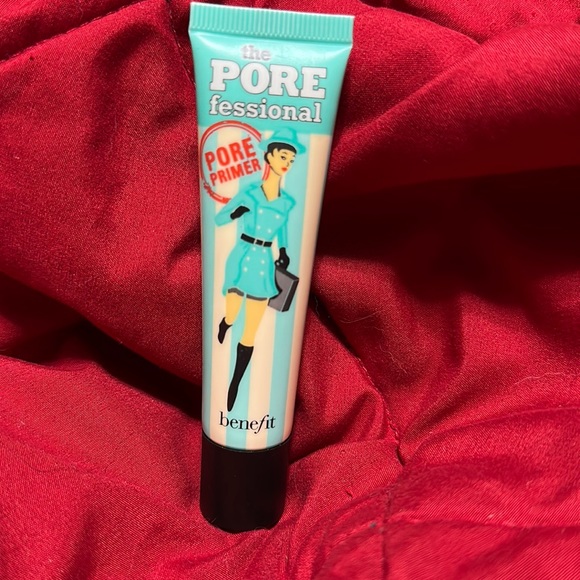 the
PORE
fessional
PORE
PRIMER
benefit